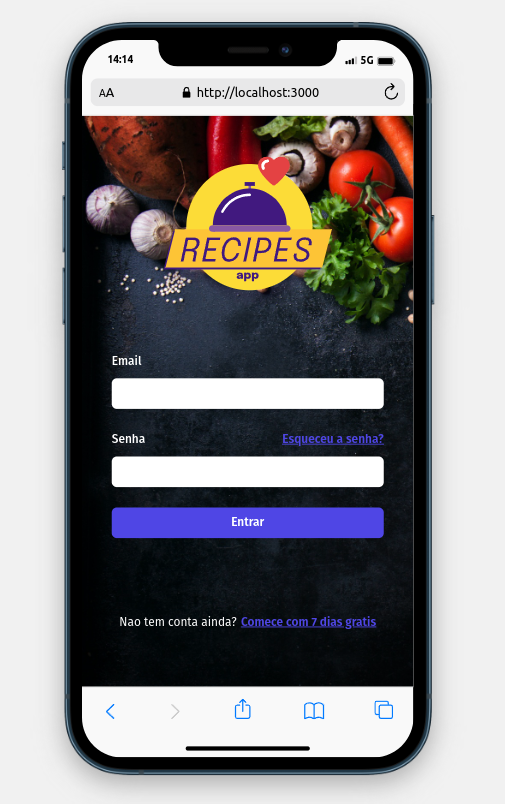 14:14
5G
AA
http://localhost:3000
RECIPES
app
Email
Senha
Esqueceu a senha?
Entrar
Nao tem conta ainda? Comece com 7 dias gratis